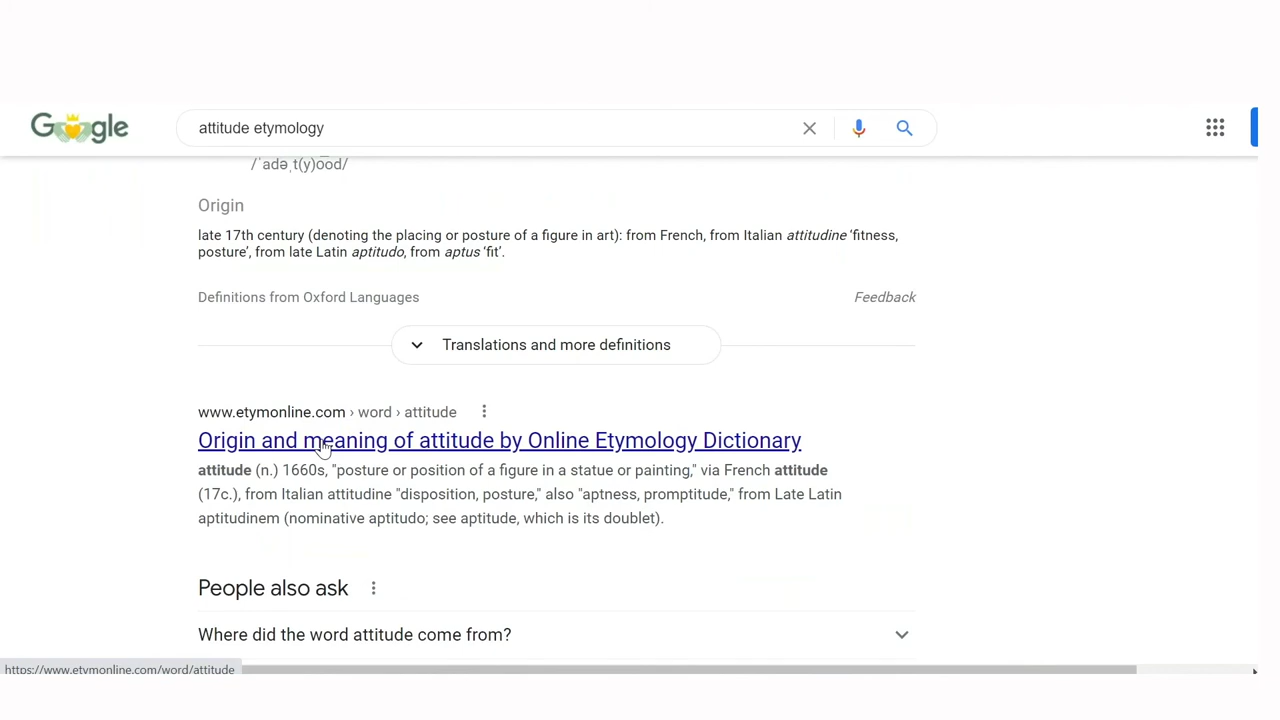 Google
attitude etymology
/ˈadəˌt(y)o͞od/
Origin
late 17th century (denoting the placing or posture of a figure in art): from French, from Italian attitudine ‘fitness,
posture’, from late Latin aptitudo, from aptus ‘fit’.
Definitions from Oxford Languages
Feedback
Translations and more definitions
www.etymonline.com › word › attitude
Origin and meaning of attitude by Online Etymology Dictionary
attitude (n.) 1660s, "posture or position of a figure in a statue or painting," via French attitude
(17c.), from Italian attitudine "disposition, posture," also "aptness, promptitude," from Late Latin
aptitudinem (nominative aptitudo; see aptitude, which is its doublet).
People also ask
Where did the word attitude come from?
https://www.etymonline.com/word/attitude